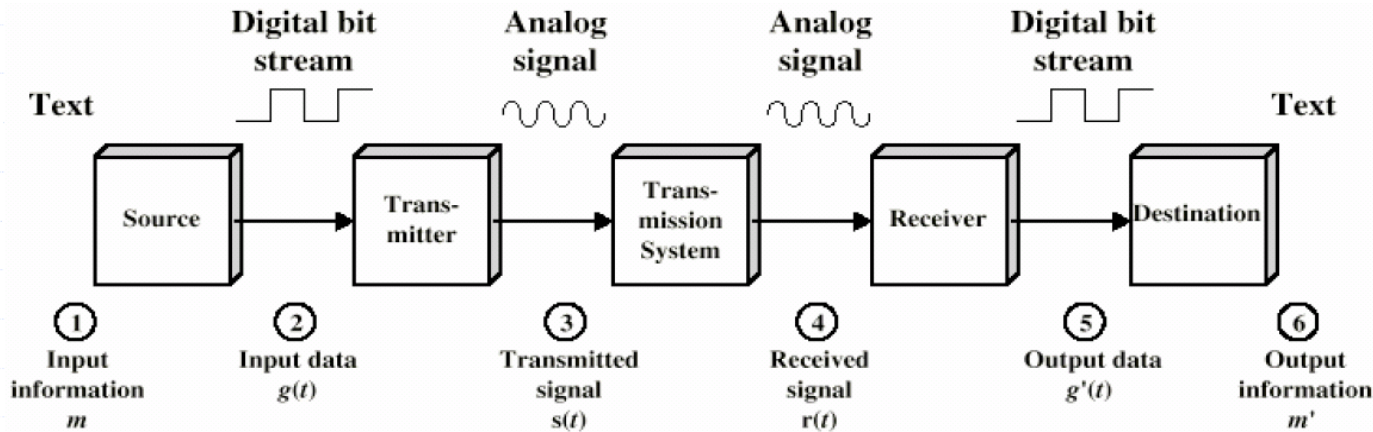 Digital bit
stream
Analog
signal
Analog
signal
Digital bit
stream
Text
Text
Source
Trans-
mitter
Trans-
mission
System
Receiver
Destination
1
Input
information
m
2
Input data
g(t)
3
Transmitted
signal
s(t)
4
Received
signal
r(t)
5
Output data
g'(t)
6
Output
information
m'